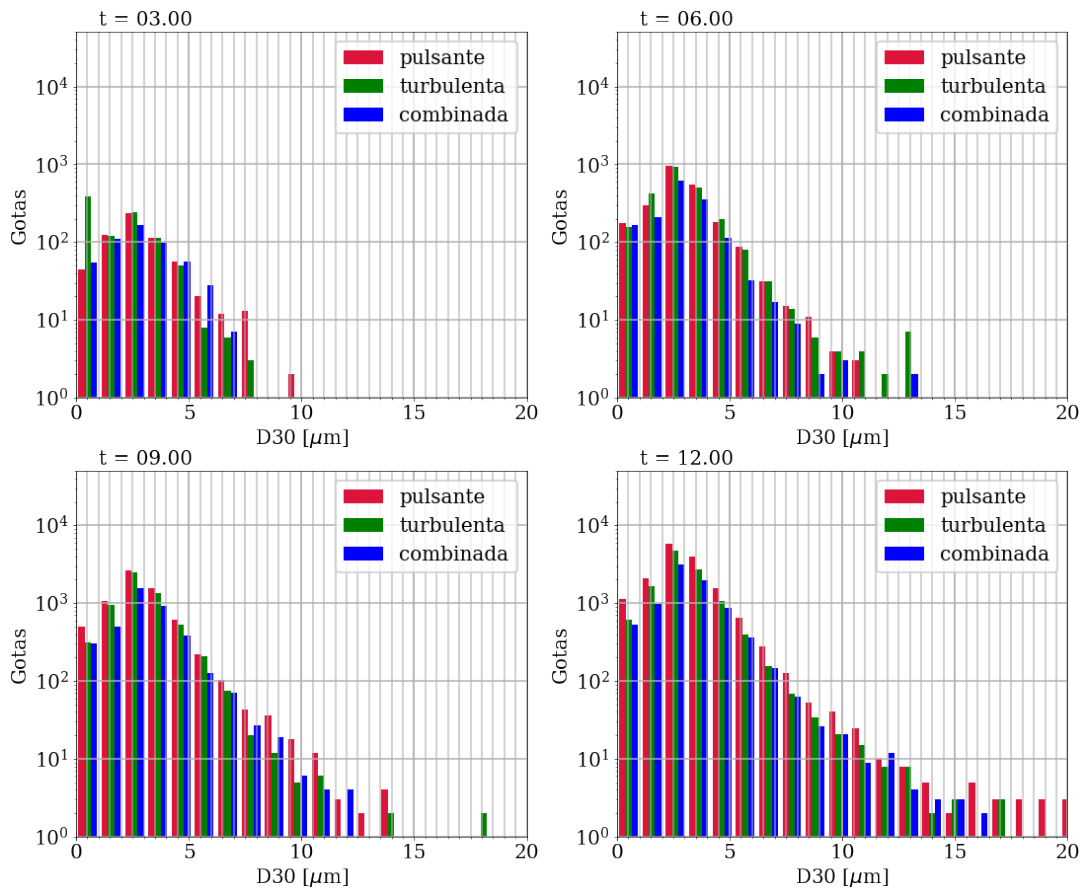 t = 03.00
pulsante
turbulenta
combinada
Gotas
10^4
10^3
10^2
10^1
10^0
0 5 10 15 20
D30 [μm]
t = 06.00
pulsante
turbulenta
combinada
Gotas
10^4
10^3
10^2
10^1
10^0
0 5 10 15 20
D30 [μm]
t = 09.00
pulsante
turbulenta
combinada
Gotas
10^4
10^3
10^2
10^1
10^0
0 5 10 15 20
D30 [μm]
t = 12.00
pulsante
turbulenta
combinada
Gotas
10^4
10^3
10^2
10^1
10^0
0 5 10 15 20
D30 [μm]